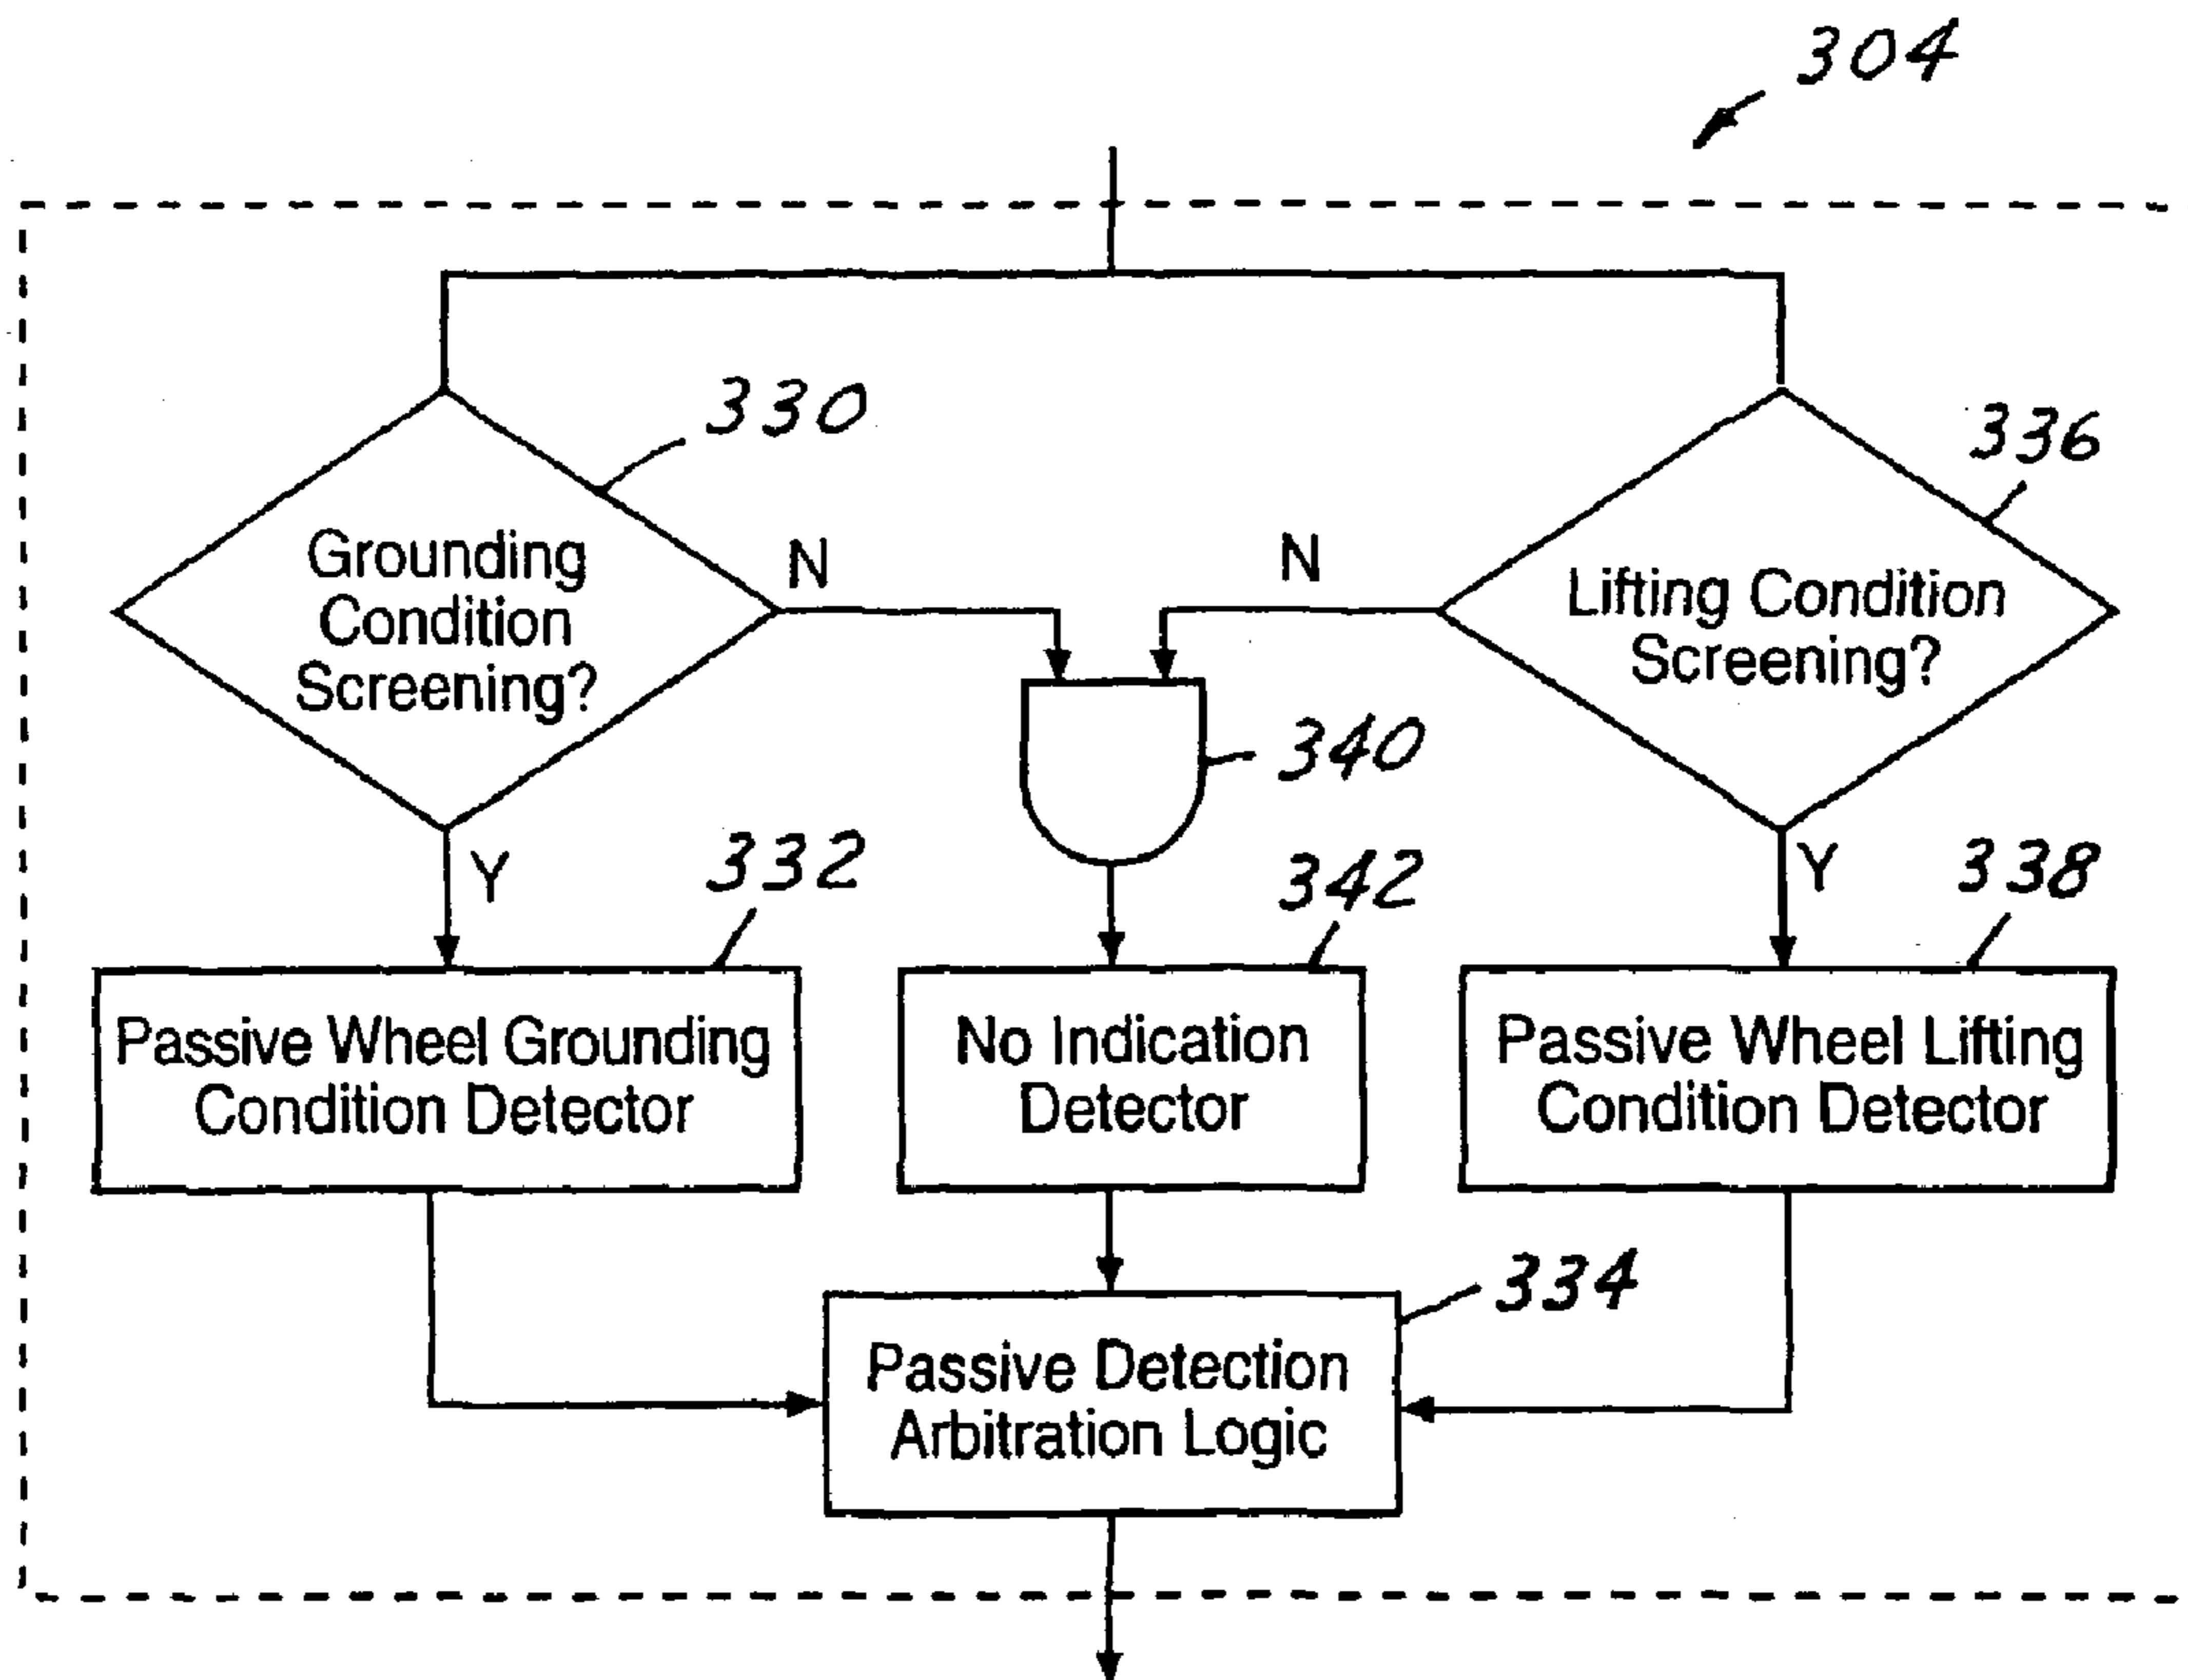 304
330
336
Grounding
Condition
Screening?
N
N
Lifting Condition
Screening?
340
Y
332
342
Y
338
Passive Wheel Grounding
Condition Detector
No Indication
Detector
Passive Wheel Lifting
Condition Detector
334
Passive Detection
Arbitration Logic